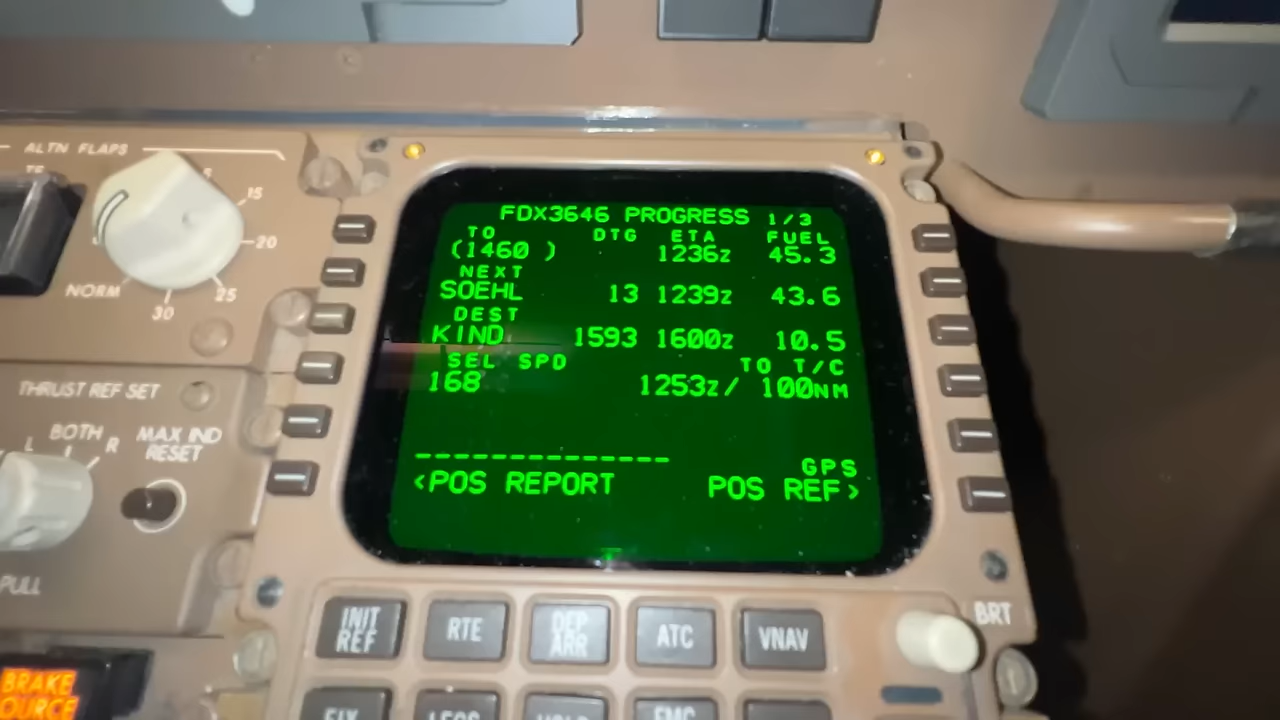 FDX3646 PROGRESS 1/3
TO DTG ETA FUEL
(1460 ) 1236z 45.3
NEXT
SOEHL 13 1239z 43.6
DEST
KIND 1593 1600z 10.5
SEL SPD TO T/C
168 1253z/ 100NM
--------------
GPS
<POS REPORT POS REF>
ALTN FLAPS
5
15
20
25
30
NORM
THRUST REF SET
BOTH
L R
MAX IND
RESET
PULL
BRAKE
INIT
REF
RTE
DEP
ARR
ATC
VNAV
BRT
FIX
LEGS
HOLD
FMC